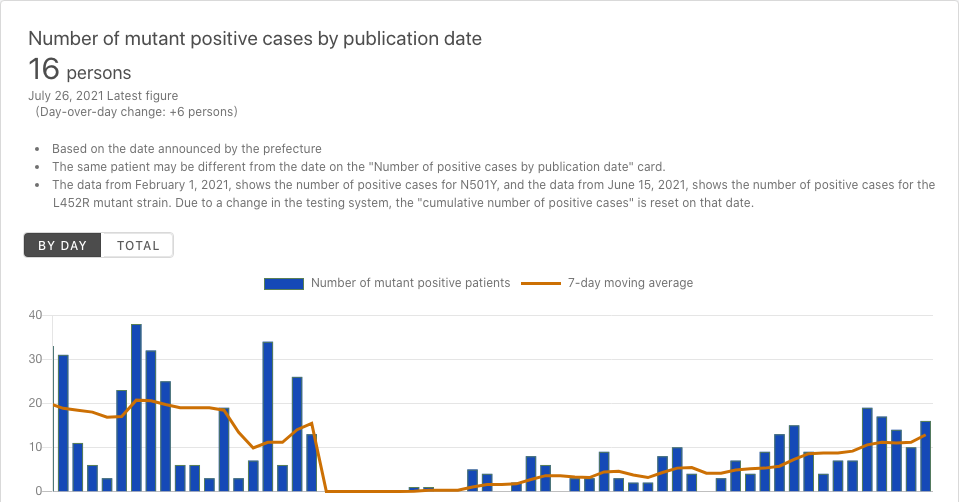 Number of mutant positive cases by publication date
16 persons
July 26, 2021 Latest figure
(Day-over-day change: +6 persons)
• Based on the date announced by the prefecture
• The same patient may be different from the date on the "Number of positive cases by publication date" card.
• The data from February 1, 2021, shows the number of positive cases for N501Y, and the data from June 15, 2021, shows the number of positive cases for the
L452R mutant strain. Due to a change in the testing system, the "cumulative number of positive cases" is reset on that date.
BY DAY TOTAL
Number of mutant positive patients 7-day moving average
40
30
20
10
0